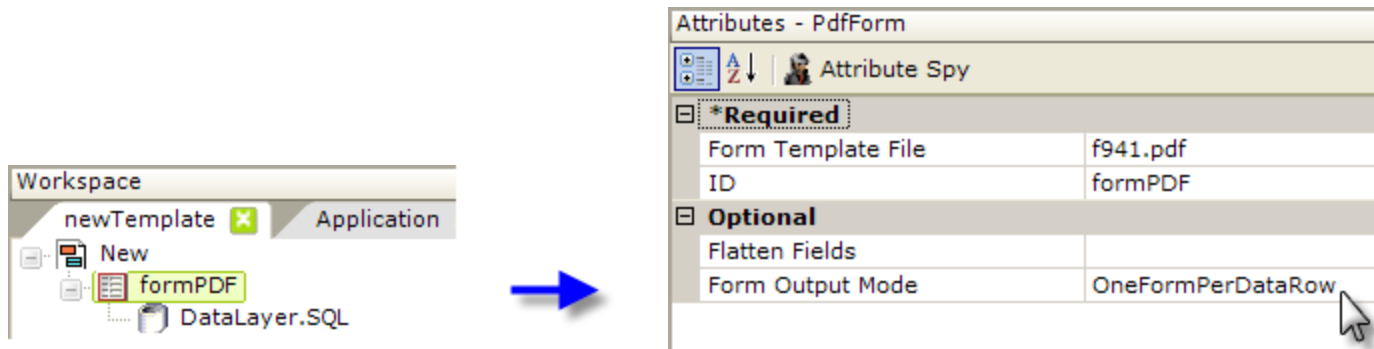 Workspace
newTemplate Application
New
formPDF
DataLayer.SQL
Attributes - PdfForm
A Z Attribute Spy
*Required
Form Template File f941.pdf
ID formPDF
Optional
Flatten Fields
Form Output Mode OneFormPerDataRow